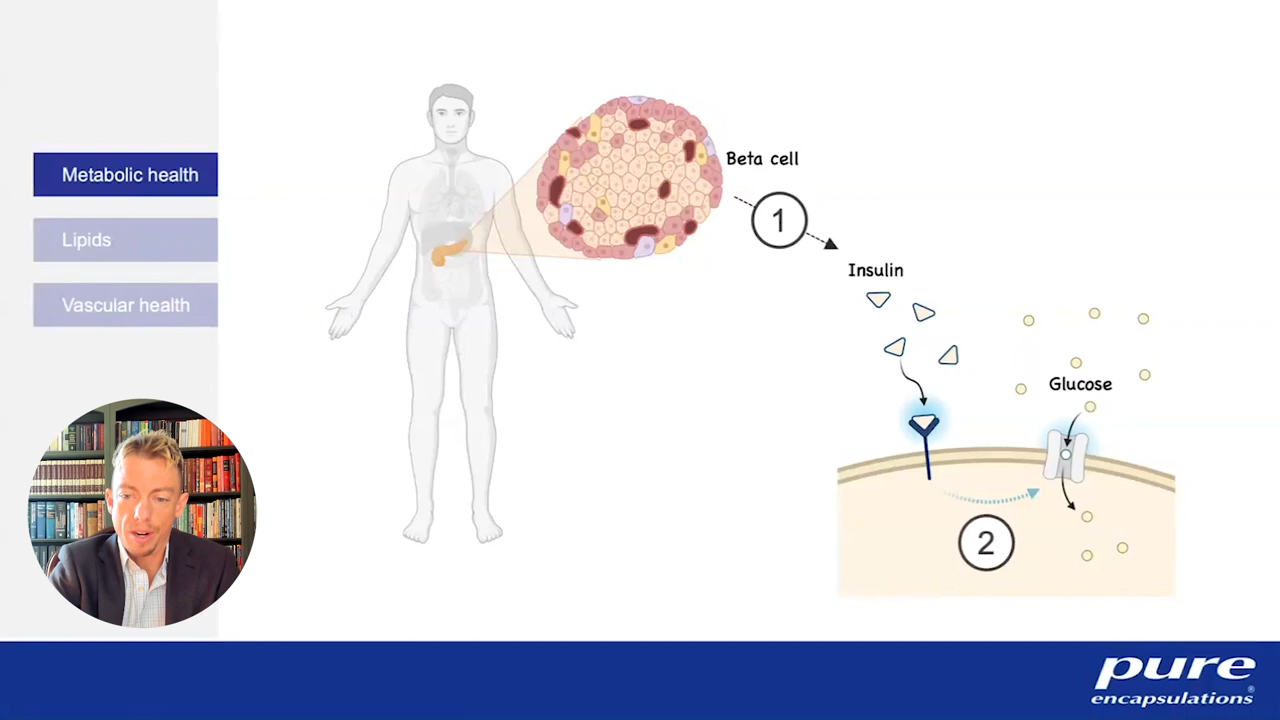 Metabolic health
Lipids
Vascular health
Beta cell
1
Insulin
Glucose
2
pure
encapsulations®